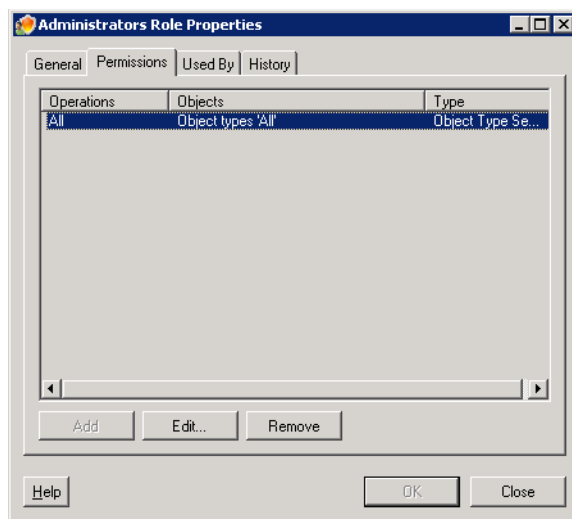 Administrators Role Properties
General Permissions Used By History
Operations Objects Type
All Object types 'All' Object Type Se...
Add Edit... Remove
Help OK Close